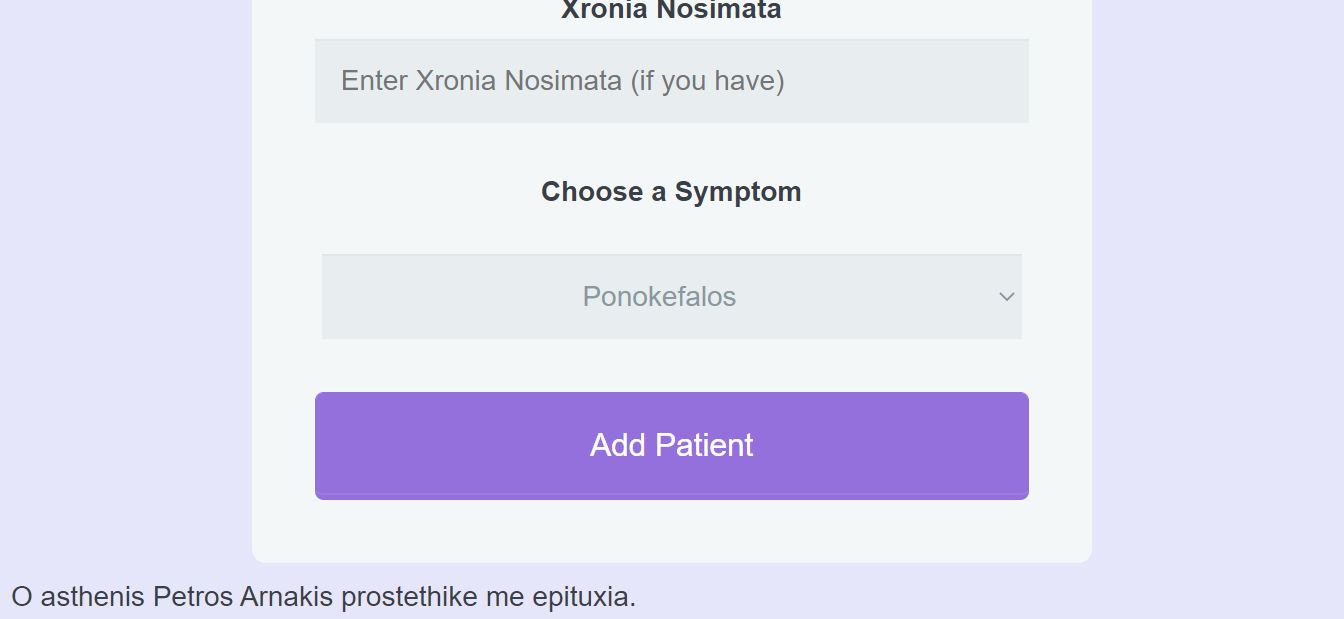 Xronia Nosimata
Enter Xronia Nosimata (if you have)
Choose a Symptom
Ponokefalos
Add Patient
O asthenis Petros Arnakis prostethike me epituxia.